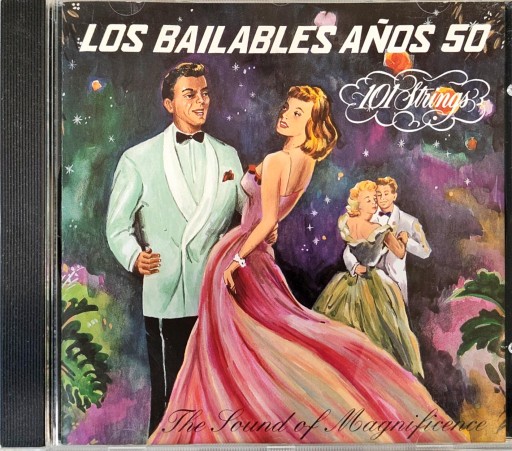 LOS BAILABLES AÑOS 50
101 Strings
The Sound of Magnificence